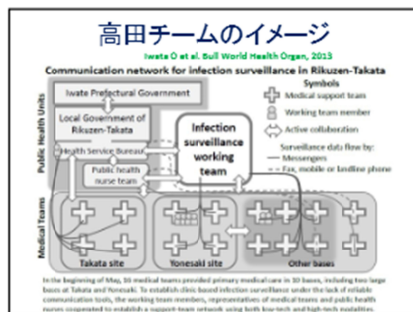 高田チームのイメージ
Iwata O et al. Bull World Health Organ, 2013
Communication network for infection surveillance in Rikuzen-Takata
Iwate Prefectural Government
Local Government of
Rikuzen-Takata
Health Service Bureau
Public health
nurse team
Infection
surveillance
working
team
Symbols
Medical support team
Working team member
Active collaboration
Surveillance data flow by:
Messengers
Fax, mobile or landline phone
Public Health Units
Medical Teams
Takata site
Yonesaki site
Other bases
In the beginning of May, 16 medical teams provided primary medical care in 10 bases, including two large
bases at Takata and Yonesaki. To establish clinic based infection surveillance under the lack of reliable
communication tools, the working team members, representatives of medical teams and public health
nurses cooperated to establish a support-team network using both low-tech and high-tech modalities.